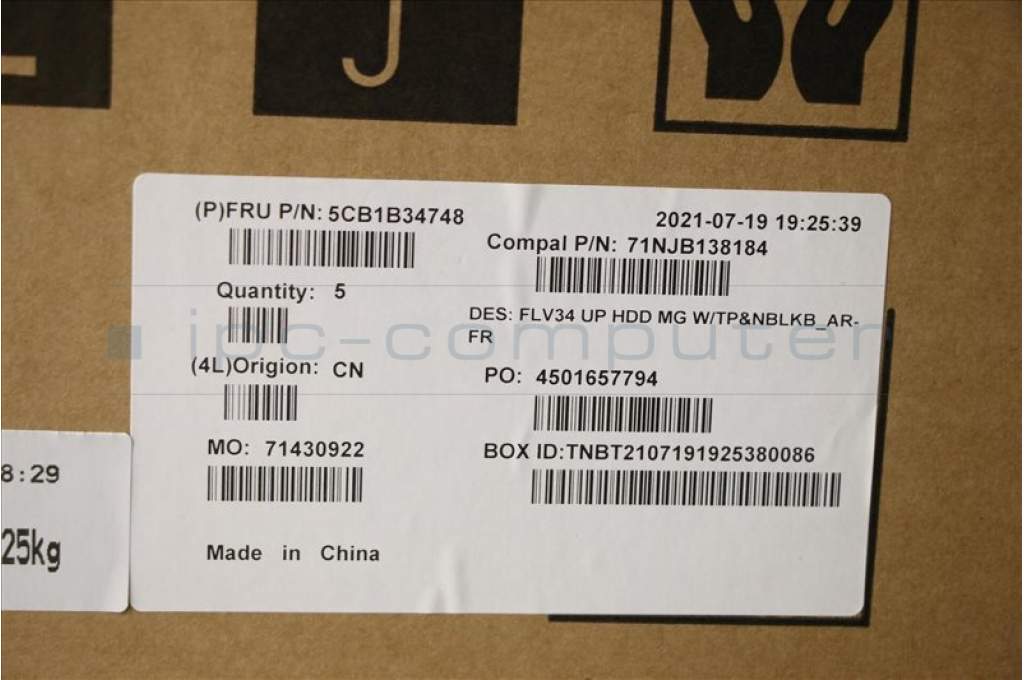 (P)FRU P/N: 5CB1B34748
2021-07-19 19:25:39
Compal P/N: 71NJB138184
Quantity: 5
DES: FLV34 UP HDD MG W/TP&NBLKB_AR-
FR
ipc-computer
(4L)Origion: CN
PO: 4501657794
MO: 71430922
BOX ID:TNBT2107191925380086
8:29
25kg
Made in China